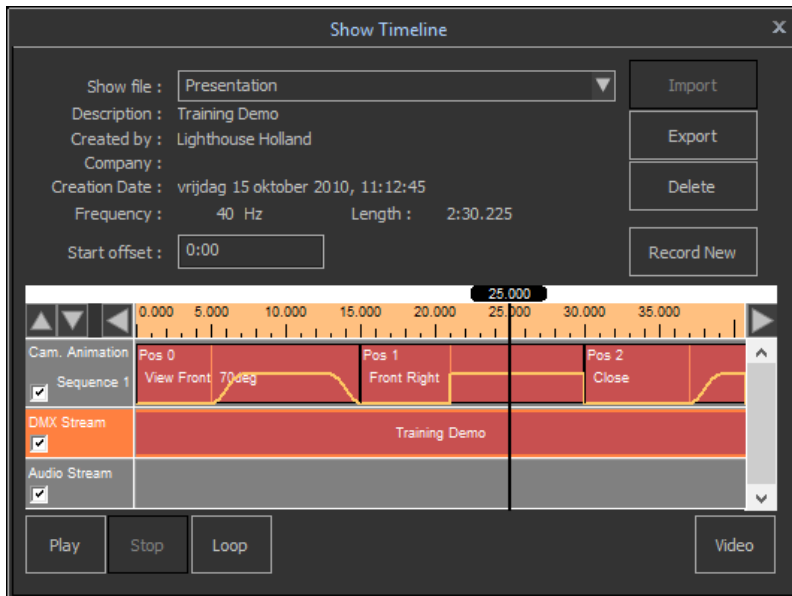 Show Timeline
x
Show file : Presentation
Import
Description : Training Demo
Created by : Lighthouse Holland
Export
Company :
Creation Date : vrijdag 15 oktober 2010, 11:12:45
Delete
Frequency : 40 Hz Length : 2:30.225
Start offset : 0:00
Record New
25.000
0.000 5.000 10.000 15.000 20.000 25.000 30.000 35.000
Cam. Animation Pos 0 Pos 1 Pos 2
Sequence 1 View Front 70deg Front Right Close
DMX Stream
Training Demo
Audio Stream
Play Stop Loop Video